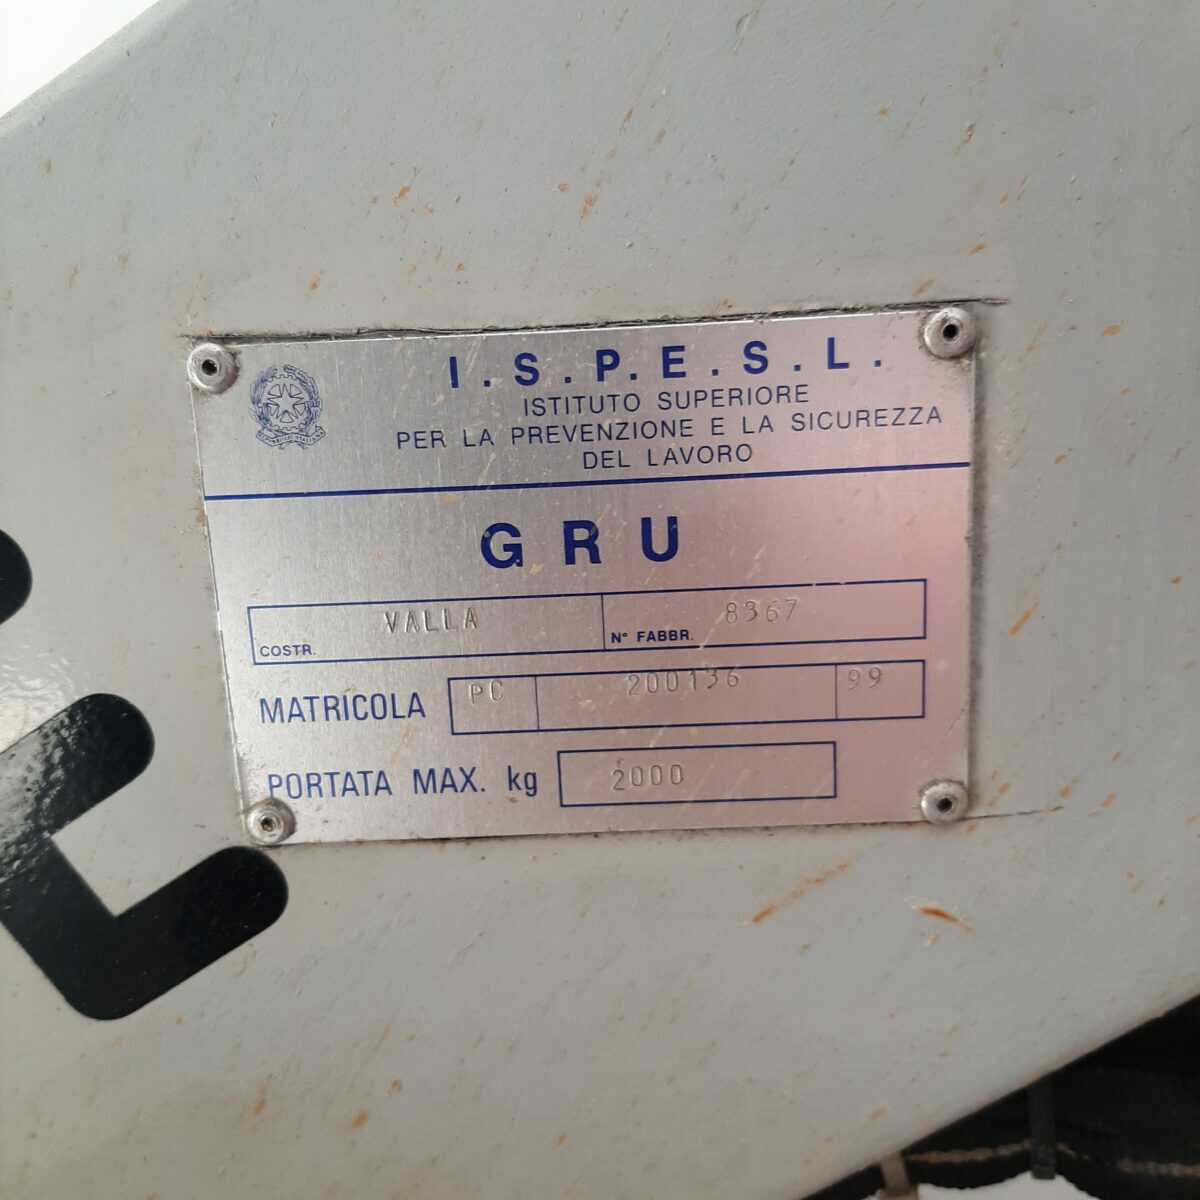 I.S.P.E.S.L.
ISTITUTO SUPERIORE
PER LA PREVENZIONE E LA SICUREZZA
DEL LAVORO
GRU
COSTR. VALLA N° FABBR. 8367
MATRICOLA PC 200136 99
PORTATA MAX. kg 2000